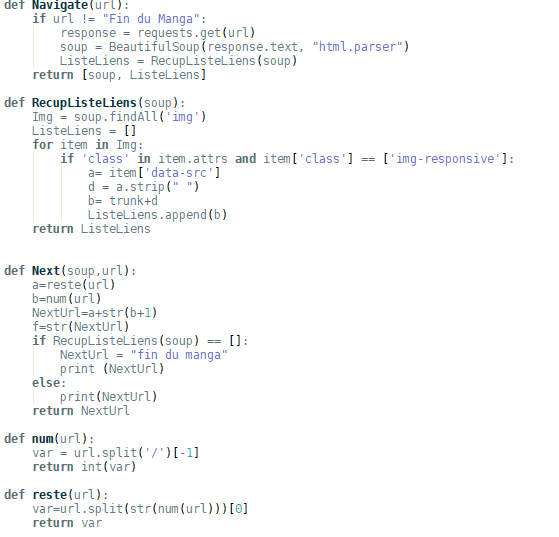 def Navigate(url):
    if url != "Fin du Manga":
        response = requests.get(url)
        soup = BeautifulSoup(response.text, "html.parser")
        ListeLiens = RecupListeLiens(soup)
    return [soup, ListeLiens]

def RecupListeLiens(soup):
    Img = soup.findAll('img')
    ListeLiens = []
    for item in Img:
        if 'class' in item.attrs and item['class'] == ['img-responsive']:
            a= item['data-src']
            d = a.strip(" ")
            b= trunk+d
            ListeLiens.append(b)
    return ListeLiens

def Next(soup,url):
    a=reste(url)
    b=num(url)
    NextUrl=a+str(b+1)
    f=str(NextUrl)
    if RecupListeLiens(soup) == []:
        NextUrl = "fin du manga"
        print (NextUrl)
    else:
        print(NextUrl)
    return NextUrl

def num(url):
    var = url.split('/')[-1]
    return int(var)

def reste(url):
    var=url.split(str(num(url)))[0]
    return var